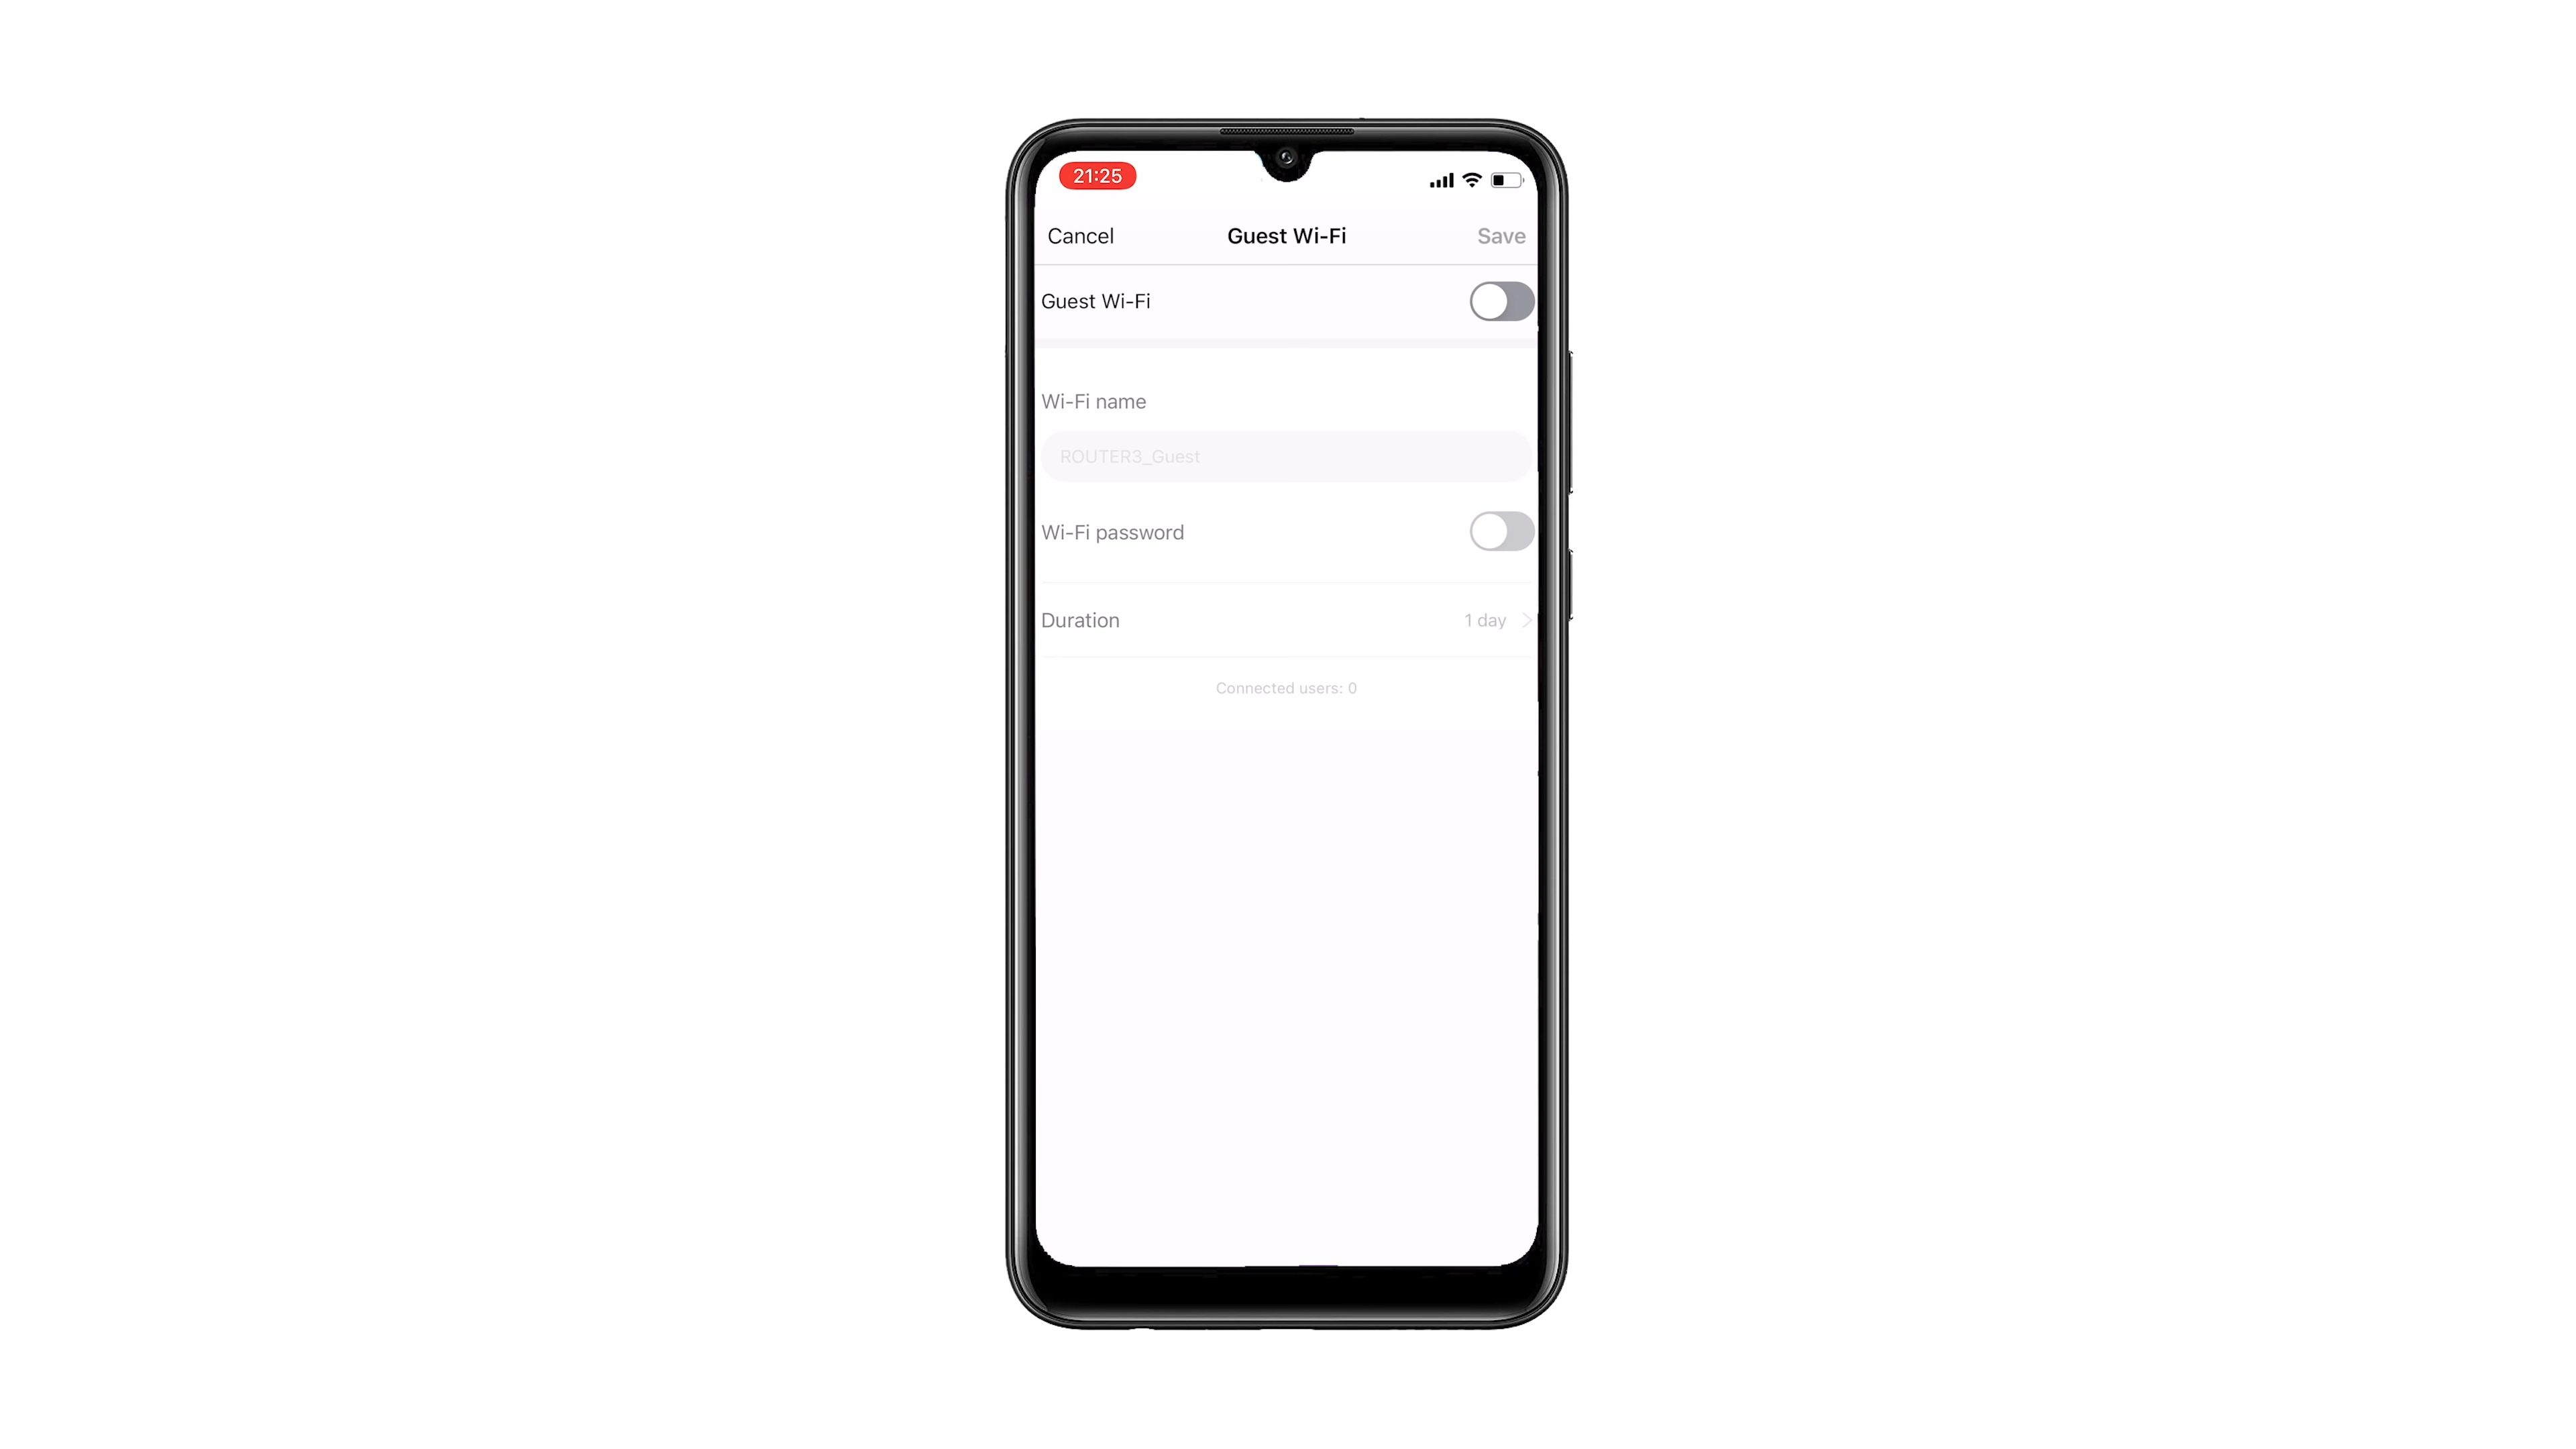 21:25
Cancel
Guest Wi-Fi
Save
Guest Wi-Fi
Wi-Fi name
ROUTER3_Guest
Wi-Fi password
Duration
1 day
Connected users: 0